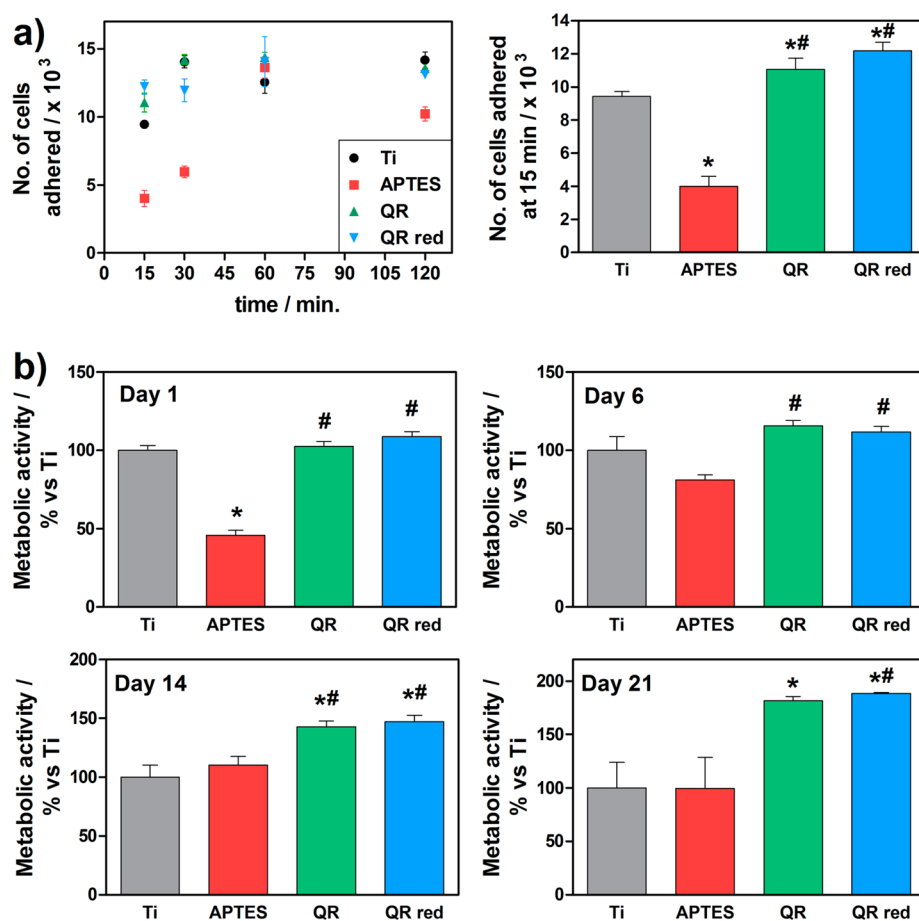 a)
No. of cells
adhered / x 10³
15
10
5
0
0 15 30 45 60 75 90 105 120
time / min.
Ti
APTES
QR
QR red
No. of cells adhered
at 15 min / x 10³
14
12
10
8
6
4
2
0
*
*#
*#
Ti APTES QR QR red
b)
Day 1
Metabolic activity /
% vs Ti
150
100
50
0
*
#
#
Ti APTES QR QR red
Day 6
Metabolic activity /
% vs Ti
150
100
50
0
#
#
Ti APTES QR QR red
Day 14
Metabolic activity /
% vs Ti
200
150
100
50
0
*#
*#
Ti APTES QR QR red
Day 21
Metabolic activity /
% vs Ti
200
150
100
50
0
*
*#
Ti APTES QR QR red